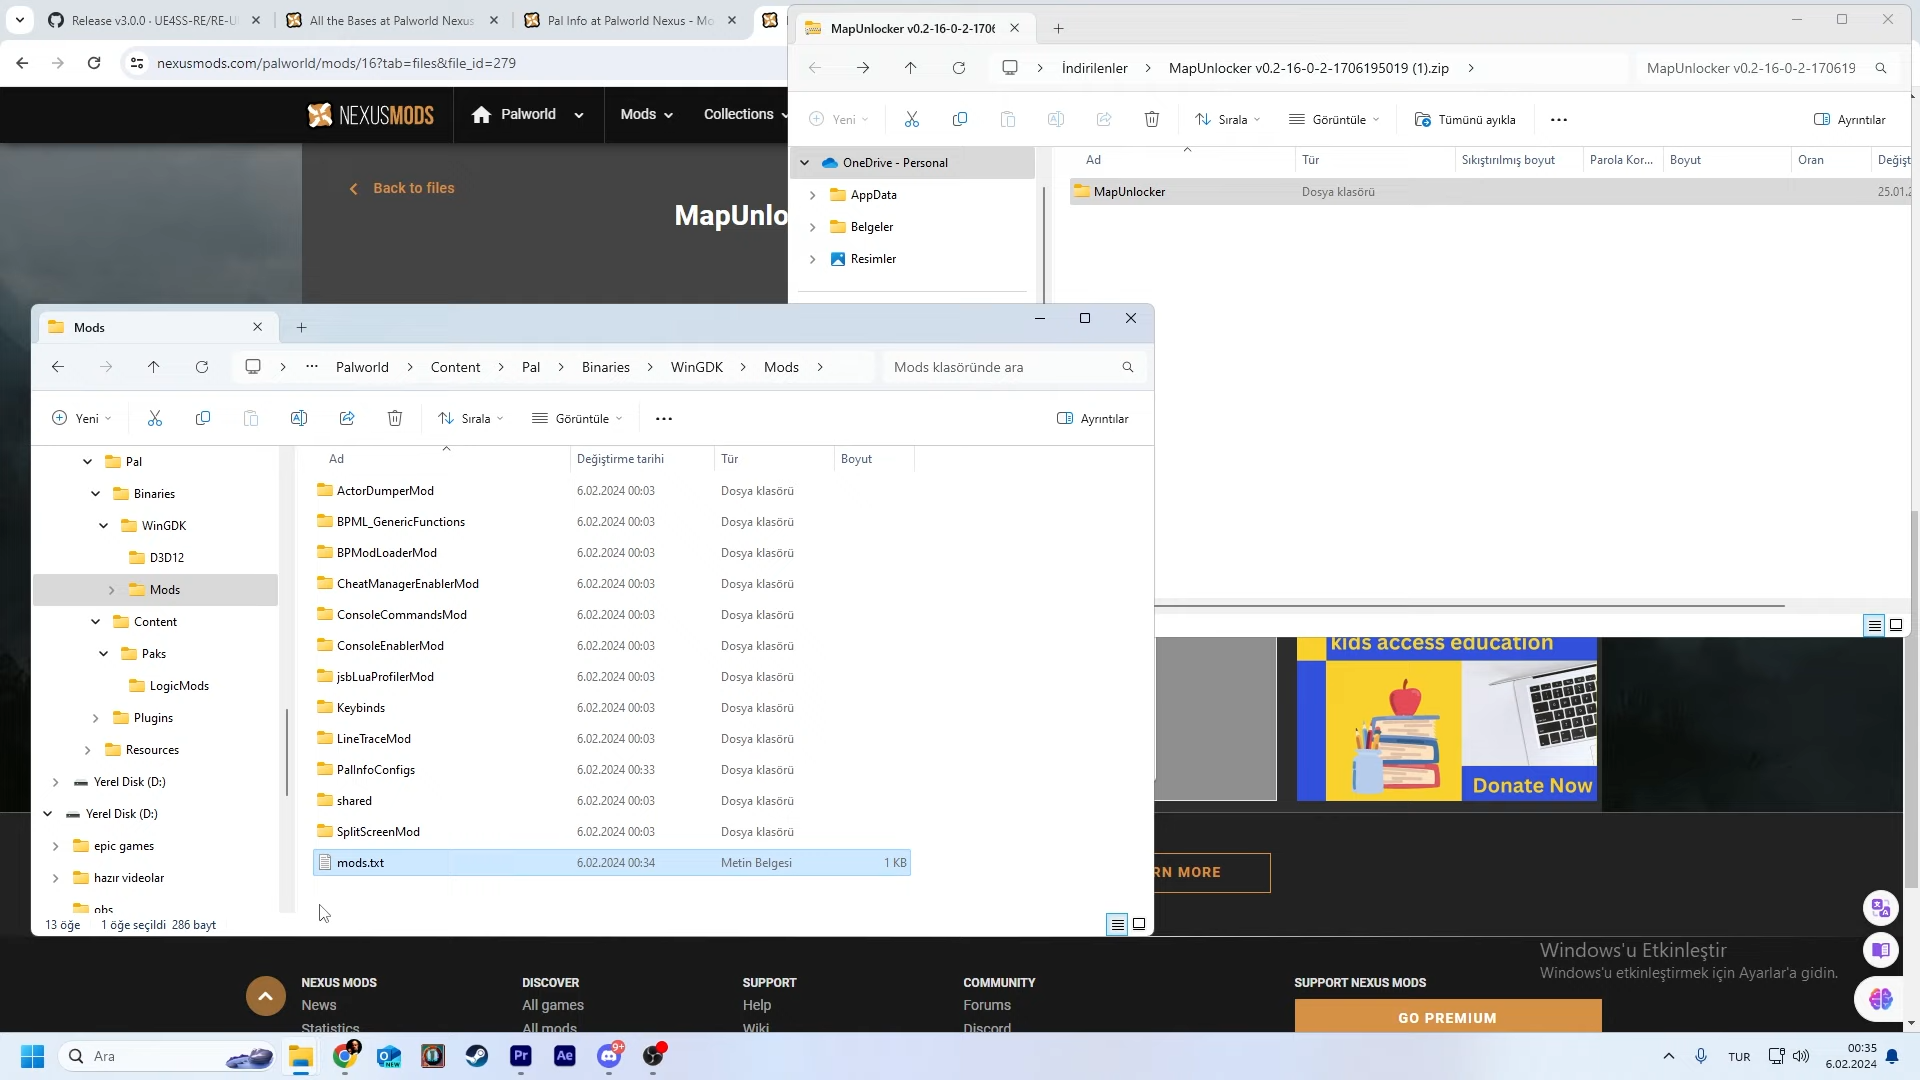 Release v3.0.0 · UE4SS-RE/RE-UE
All the Bases at Palworld Nexus
Pal Info at Palworld Nexus - Mo
nexusmods.com/palworld/mods/16?tab=files&file_id=279
NEXUSMODS
Palworld
Mods
Collections
Back to files
MapUnlo
MapUnlocker v0.2-16-0-2-1706
İndirilenler
MapUnlocker v0.2-16-0-2-1706195019 (1).zip
MapUnlocker v0.2-16-0-2-170619
Yeni
Sırala
Görüntüle
Tümünü ayıkla
Ayrıntılar
OneDrive - Personal
AppData
Belgeler
Resimler
Ad
Tür
Sıkıştırılmış boyut
Parola Kor...
Boyut
Oran
Değişt
MapUnlocker
Dosya klasörü
25.01.2
Mods
Palworld
Content
Pal
Binaries
WinGDK
Mods
Mods klasöründe ara
Yeni
Sırala
Görüntüle
Ayrıntılar
Pal
Binaries
WinGDK
D3D12
Mods
Content
Paks
LogicMods
Plugins
Resources
Yerel Disk (D:)
Yerel Disk (D:)
epic games
hazır videolar
obs
Ad
Değiştirme tarihi
Tür
Boyut
ActorDumperMod 6.02.2024 00:03 Dosya klasörü
BPML_GenericFunctions 6.02.2024 00:03 Dosya klasörü
BPModLoaderMod 6.02.2024 00:03 Dosya klasörü
CheatManagerEnablerMod 6.02.2024 00:03 Dosya klasörü
ConsoleCommandsMod 6.02.2024 00:03 Dosya klasörü
ConsoleEnablerMod 6.02.2024 00:03 Dosya klasörü
jsbLuaProfilerMod 6.02.2024 00:03 Dosya klasörü
Keybinds 6.02.2024 00:03 Dosya klasörü
LineTraceMod 6.02.2024 00:03 Dosya klasörü
PalInfoConfigs 6.02.2024 00:33 Dosya klasörü
shared 6.02.2024 00:03 Dosya klasörü
SplitScreenMod 6.02.2024 00:03 Dosya klasörü
mods.txt 6.02.2024 00:34 Metin Belgesi 1 KB
13 öğe
1 öğe seçildi 286 bayt
kids access education
Donate Now
RN MORE
Windows'u Etkinleştir
Windows'u etkinleştirmek için Ayarlar'a gidin.
NEXUS MODS
News
Statistics
DISCOVER
All games
All mods
SUPPORT
Help
Wiki
COMMUNITY
Forums
Discord
SUPPORT NEXUS MODS
GO PREMIUM
Ara
NEW
Pr
Ae
9+
TUR
00:35
6.02.2024